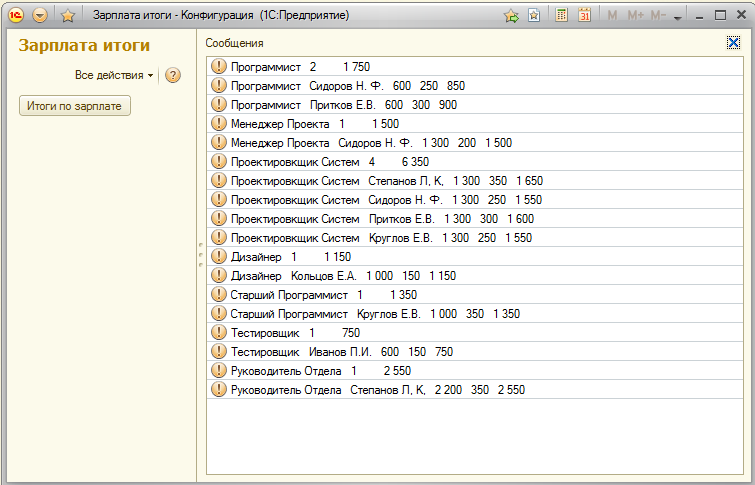 Зарплата итоги - Конфигурация (1С:Предприятие)
M M+ M-
31
Зарплата итоги
Все действия
?
Итоги по зарплате
Сообщения
Программист 2 1 750
Программист Сидоров Н. Ф. 600 250 850
Программист Притков Е.В. 600 300 900
Менеджер Проекта 1 1 500
Менеджер Проекта Сидоров Н. Ф. 1 300 200 1 500
Проектировкщик Систем 4 6 350
Проектировкщик Систем Степанов Л, К, 1 300 350 1 650
Проектировкщик Систем Сидоров Н. Ф. 1 300 250 1 550
Проектировкщик Систем Притков Е.В. 1 300 300 1 600
Проектировкщик Систем Круглов Е.В. 1 300 250 1 550
Дизайнер 1 1 150
Дизайнер Кольцов Е.А. 1 000 150 1 150
Старший Программист 1 1 350
Старший Программист Круглов Е.В. 1 000 350 1 350
Тестировщик 1 750
Тестировщик Иванов П.И. 600 150 750
Руководитель Отдела 1 2 550
Руководитель Отдела Степанов Л, К, 2 200 350 2 550